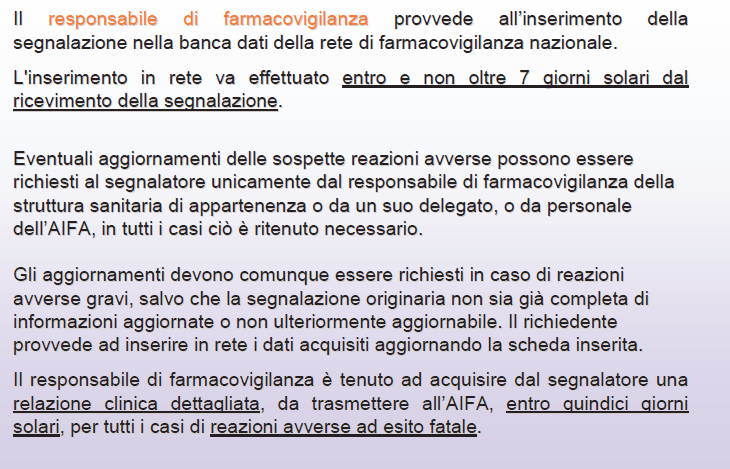 Il responsabile di farmacovigilanza provvede all’inserimento della
segnalazione nella banca dati della rete di farmacovigilanza nazionale.
L'inserimento in rete va effettuato entro e non oltre 7 giorni solari dal
ricevimento della segnalazione.
Eventuali aggiornamenti delle sospette reazioni avverse possono essere
richiesti al segnalatore unicamente dal responsabile di farmacovigilanza della
struttura sanitaria di appartenenza o da un suo delegato, o da personale
dell’AIFA, in tutti i casi ciò è ritenuto necessario.
Gli aggiornamenti devono comunque essere richiesti in caso di reazioni
avverse gravi, salvo che la segnalazione originaria non sia già completa di
informazioni aggiornate o non ulteriormente aggiornabile. Il richiedente
provvede ad inserire in rete i dati acquisiti aggiornando la scheda inserita.
Il responsabile di farmacovigilanza è tenuto ad acquisire dal segnalatore una
relazione clinica dettagliata, da trasmettere all’AIFA, entro quindici giorni
solari, per tutti i casi di reazioni avverse ad esito fatale.